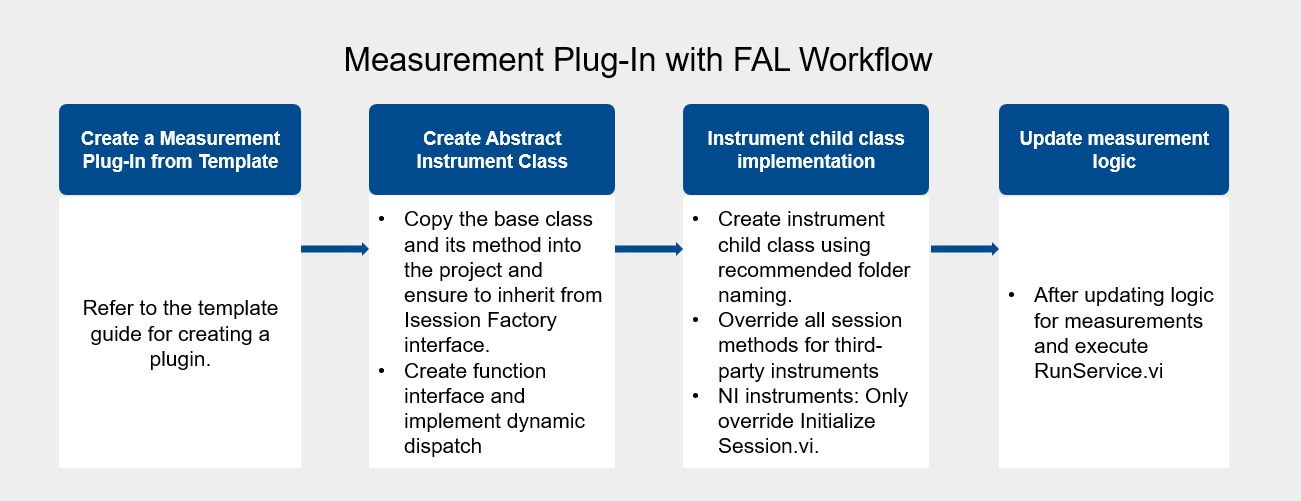 Measurement Plug-In with FAL Workflow
Create a Measurement
Plug-In from Template
Refer to the template
guide for creating a
plugin.
Create Abstract
Instrument Class
• Copy the base class
and its method into
the project and
ensure to inherit from
Isession Factory
interface.
• Create function
interface and
implement dynamic
dispatch
Instrument child class
implementation
• Create instrument
child class using
recommended folder
naming.
• Override all session
methods for third-
party instruments
• NI instruments: Only
override Initialize
Session.vi.
Update measurement
logic
• After updating logic
for measurements
and execute
RunService.vi